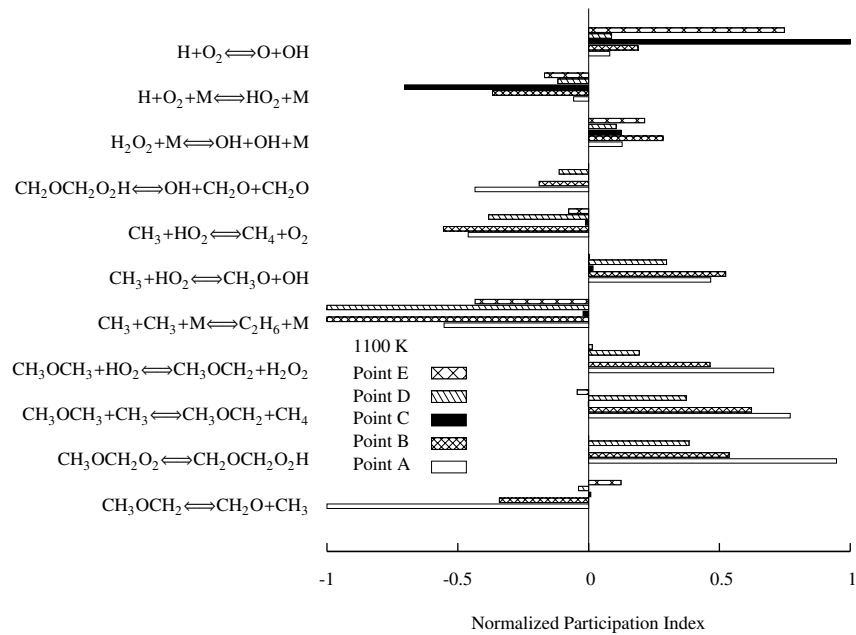 H+O₂⟺O+OH
H+O₂+M⟺HO₂+M
H₂O₂+M⟺OH+OH+M
CH₂OCH₂O₂H⟺OH+CH₂O+CH₂O
CH₃+HO₂⟺CH₄+O₂
CH₃+HO₂⟺CH₃O+OH
CH₃+CH₃+M⟺C₂H₆+M
CH₃OCH₃+HO₂⟺CH₃OCH₂+H₂O₂
CH₃OCH₃+CH₃⟺CH₃OCH₂+CH₄
CH₃OCH₂O₂⟺CH₂OCH₂O₂H
CH₃OCH₂⟺CH₂O+CH₃
1100 K
Point E
Point D
Point C
Point B
Point A
-1 -0.5 0 0.5 1
Normalized Participation Index